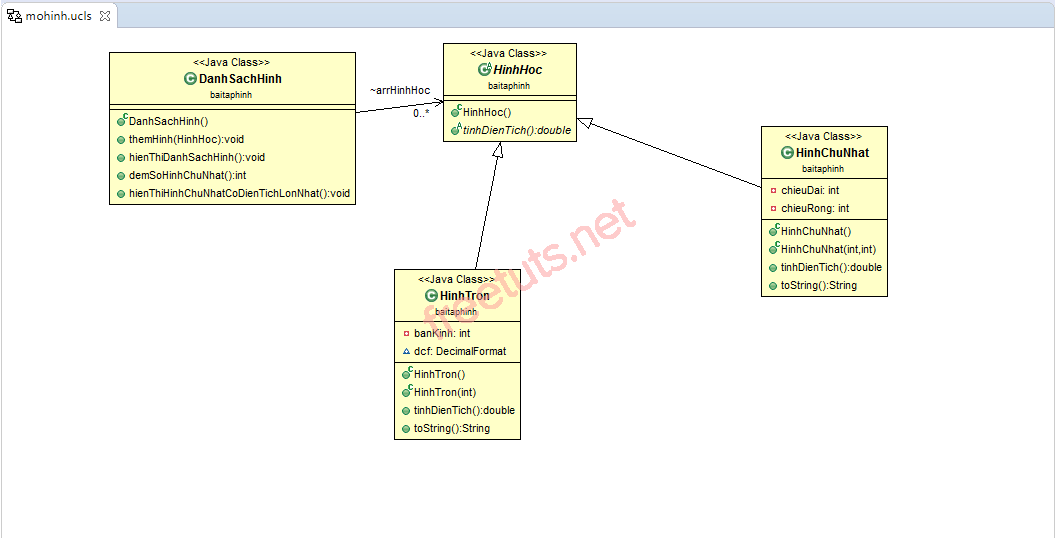 mohinh.ucls
<<Java Class>>
DanhSachHinh
baitaphinh
DanhSachHinh()
themHinh(HinhHoc):void
hienThiDanhSachHinh():void
demSoHinhChuNhat():int
hienThiHinhChuNhatCoDienTichLonNhat():void
~arrHinhHoc
0..*
<<Java Class>>
HinhHoc
baitaphinh
HinhHoc()
tinhDienTich():double
<<Java Class>>
HinhChuNhat
baitaphinh
chieuDai: int
chieuRong: int
HinhChuNhat()
HinhChuNhat(int,int)
tinhDienTich():double
toString():String
<<Java Class>>
HinhTron
baitaphinh
banKinh: int
dcf: DecimalFormat
HinhTron()
HinhTron(int)
tinhDienTich():double
toString():String
freetuts.net